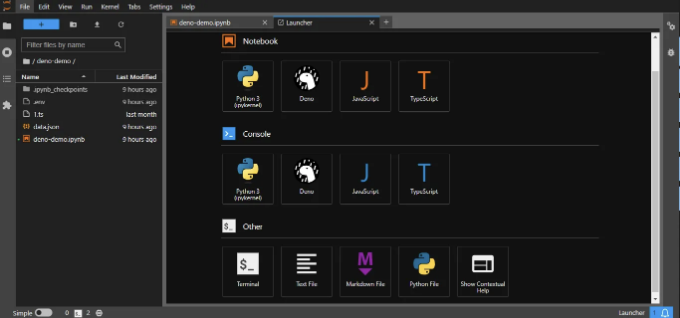 File Edit View Run Kernel Tabs Settings Help
deno-demo.ipynb
Launcher
Filter files by name
/ deno-demo /
Name Last Modified
.ipynb_checkpoints 9 hours ago
.env 9 hours ago
1.ts last month
data.json 9 hours ago
deno-demo.ipynb 9 hours ago
Notebook
Python 3
(ipykernel)
Deno
JavaScript
TypeScript
Console
Python 3
(ipykernel)
Deno
JavaScript
TypeScript
$_ Other
$_
Terminal
Text File
Markdown File
Python File
Show Contextual
Help
Simple 0 2
Launcher 1